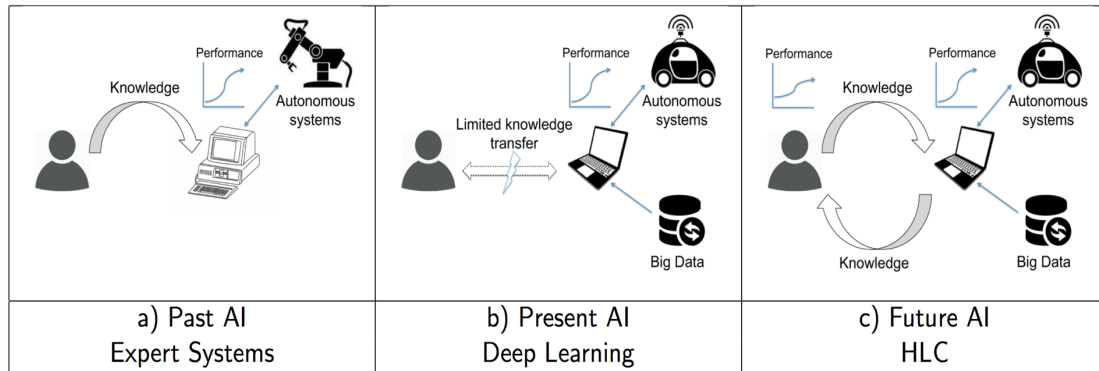 Performance
Knowledge
Autonomous
systems
a) Past AI
Expert Systems
Performance
Limited knowledge
transfer
Autonomous
systems
Big Data
b) Present AI
Deep Learning
Performance
Performance
Knowledge
Autonomous
systems
Knowledge
Big Data
c) Future AI
HLC